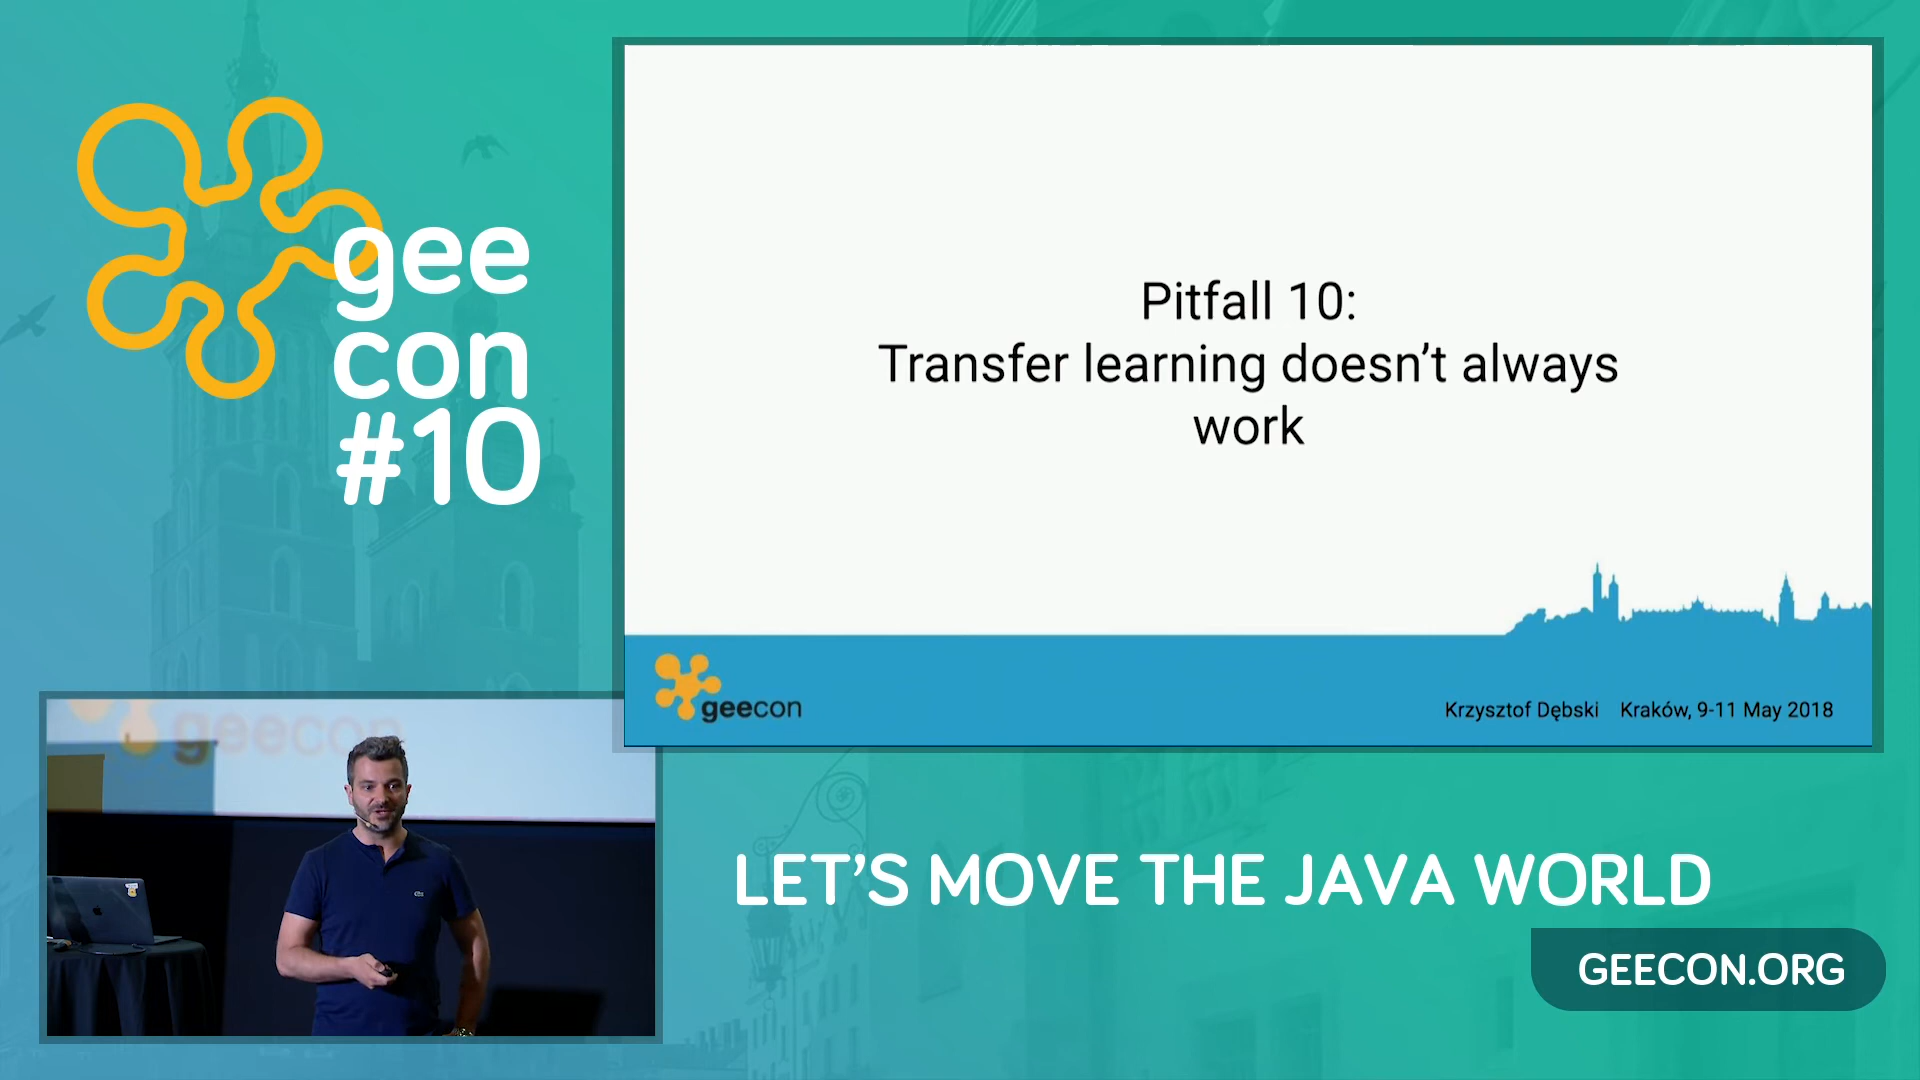 gee
con
#10
Pitfall 10:
Transfer learning doesn’t always
work
geecon
Krzysztof Dębski Kraków, 9-11 May 2018
geecon
LET’S MOVE THE JAVA WORLD
GEECON.ORG